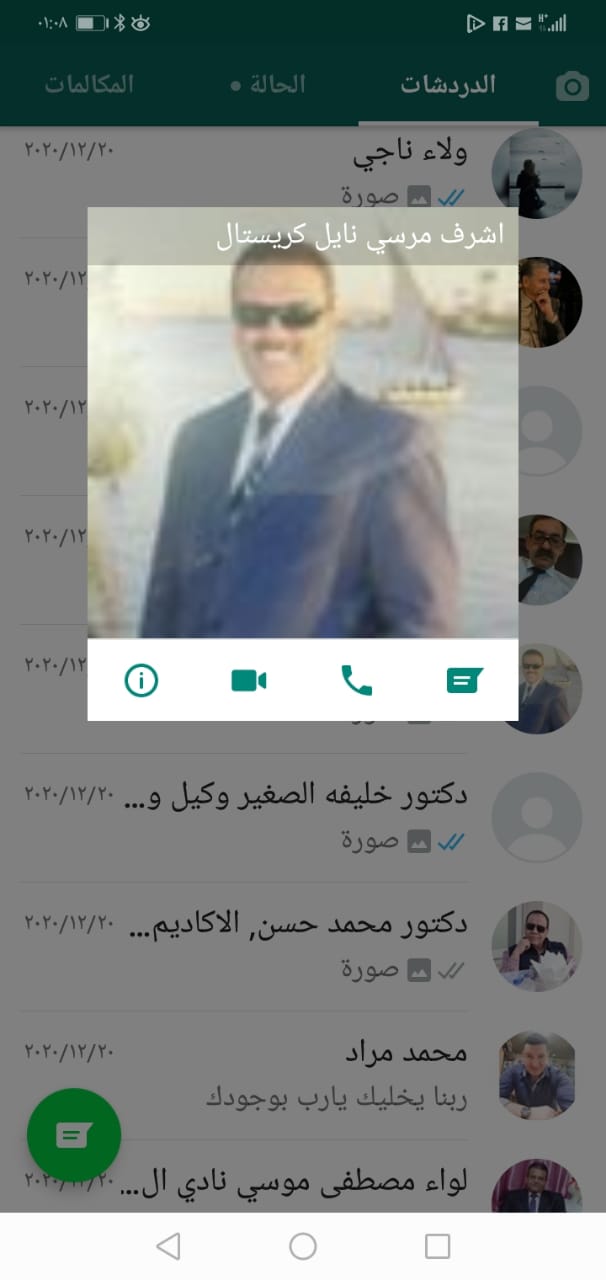 ٠١:٠٨
الدردشات
الحالة
المكالمات
ولاء ناجي
٢٠٢٠/١٢/٢٠
صورة
اشرف مرسي نايل كريستال
٢٠٢٠/١٢
٢٠٢٠/١٢
٢٠٢٠/١٢
٢٠٢٠/١٢
دكتور خليفه الصغير وكيل و...
٢٠٢٠/١٢/٢٠
صورة
دكتور محمد حسن, الاكاديم...
٢٠٢٠/١٢/٢٠
صورة
محمد مراد
٢٠٢٠/١٢/٢٠
ربنا يخليك يارب بوجودك
لواء مصطفى موسي نادي ال...
٢٠٢٠/١٢/٢٠